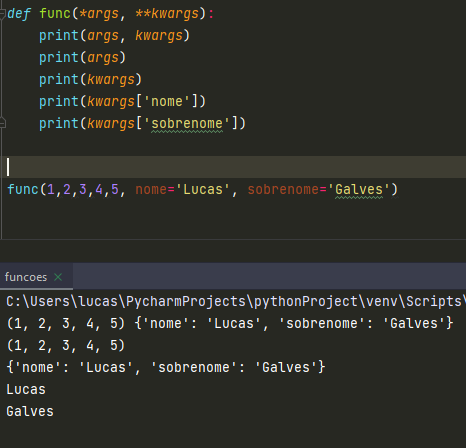 def func(*args, **kwargs):
    print(args, kwargs)
    print(args)
    print(kwargs)
    print(kwargs['nome'])
    print(kwargs['sobrenome'])
func(1,2,3,4,5, nome='Lucas', sobrenome='Galves')
funcoes ×
C:\Users\lucas\PycharmProjects\pythonProject\venv\Scripts\
(1, 2, 3, 4, 5) {'nome': 'Lucas', 'sobrenome': 'Galves'}
(1, 2, 3, 4, 5)
{'nome': 'Lucas', 'sobrenome': 'Galves'}
Lucas
Galves